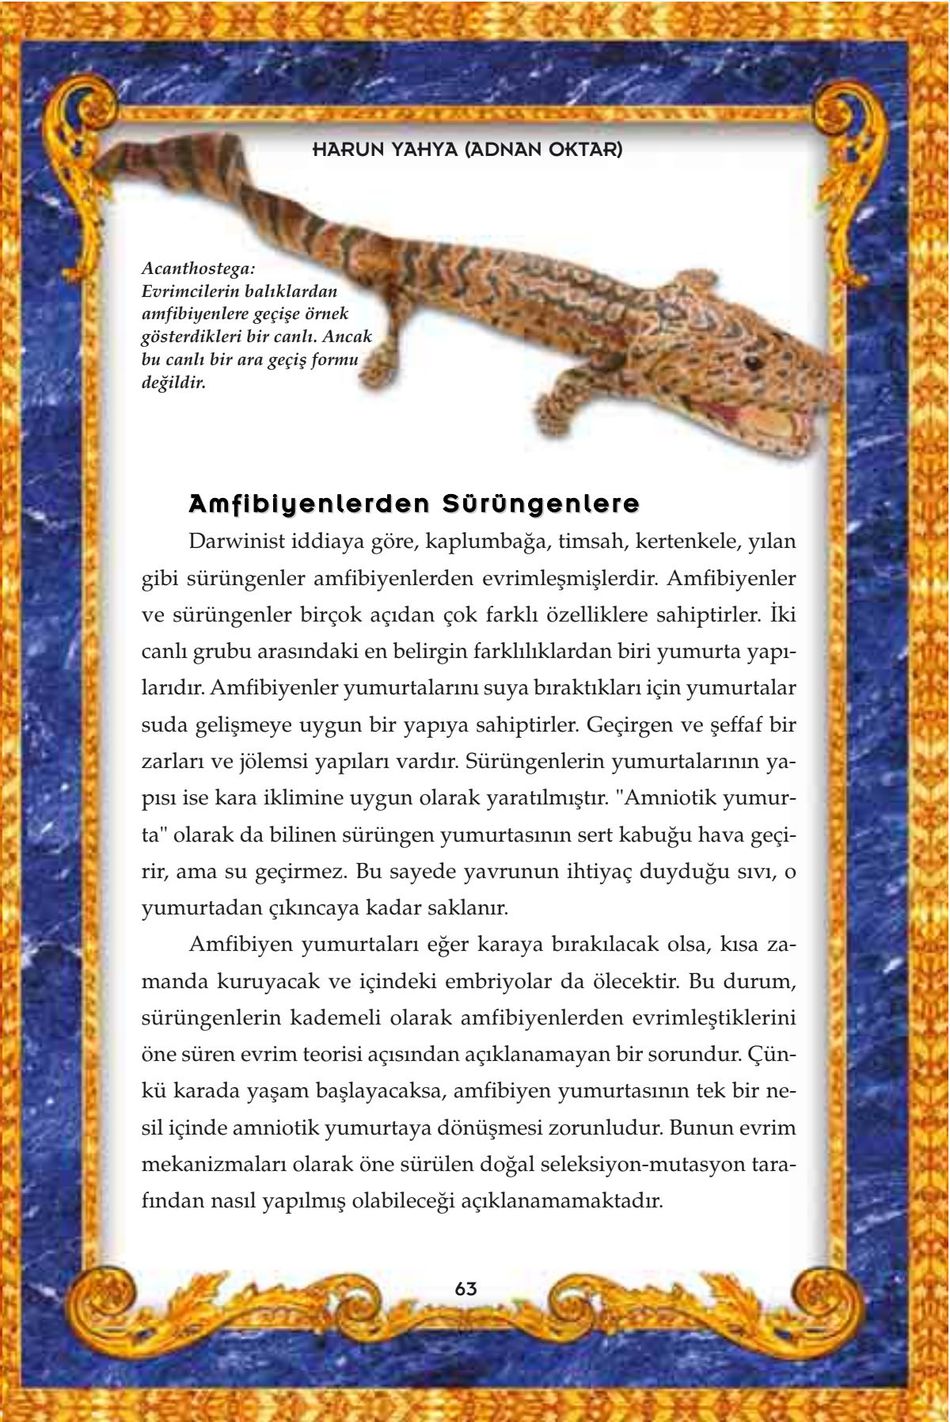 HARUN YAHYA (ADNAN OKTAR)
Acanthostega:
Evrimcilerin balıklardan
amfibiyenlere geçişe örnek
gösterdikleri bir canlı. Ancak
bu canlı bir ara geçiş formu
değildir.
Amfibiyenlerden Sürüngenlere
Darwinist iddiaya göre, kaplumbağa, timsah, kertenkele, yılan
gibi sürüngenler amfibiyenlerden evrimleşmişlerdir. Amfibiyenler
ve sürüngenler birçok açıdan çok farklı özelliklere sahiptirler. İki
canlı grubu arasındaki en belirgin farklılıklardan biri yumurta yapı-
larıdır. Amfibiyenler yumurtalarını suya bıraktıkları için yumurtalar
suda gelişmeye uygun bir yapıya sahiptirler. Geçirgen ve şeffaf bir
zarları ve jölemsi yapıları vardır. Sürüngenlerin yumurtalarının ya-
pısı ise kara iklimine uygun olarak yaratılmıştır. "Amniotik yumur-
ta" olarak da bilinen sürüngen yumurtasının sert kabuğu hava geçi-
rir, ama su geçirmez. Bu sayede yavrunun ihtiyaç duyduğu sıvı, o
yumurtadan çıkıncaya kadar saklanır.
Amfibiyen yumurtaları eğer karaya bırakılacak olsa, kısa za-
manda kuruyacak ve içindeki embriyolar da ölecektir. Bu durum,
sürüngenlerin kademeli olarak amfibiyenlerden evrimleştiklerini
öne süren evrim teorisi açısından açıklanamayan bir sorundur. Çün-
kü karada yaşam başlayacaksa, amfibiyen yumurtasının tek bir ne-
sil içinde amniotik yumurtaya dönüşmesi zorunludur. Bunun evrim
mekanizmaları olarak öne sürülen doğal seleksiyon-mutasyon tara-
fından nasıl yapılmış olabileceği açıklanamamaktadır.
63